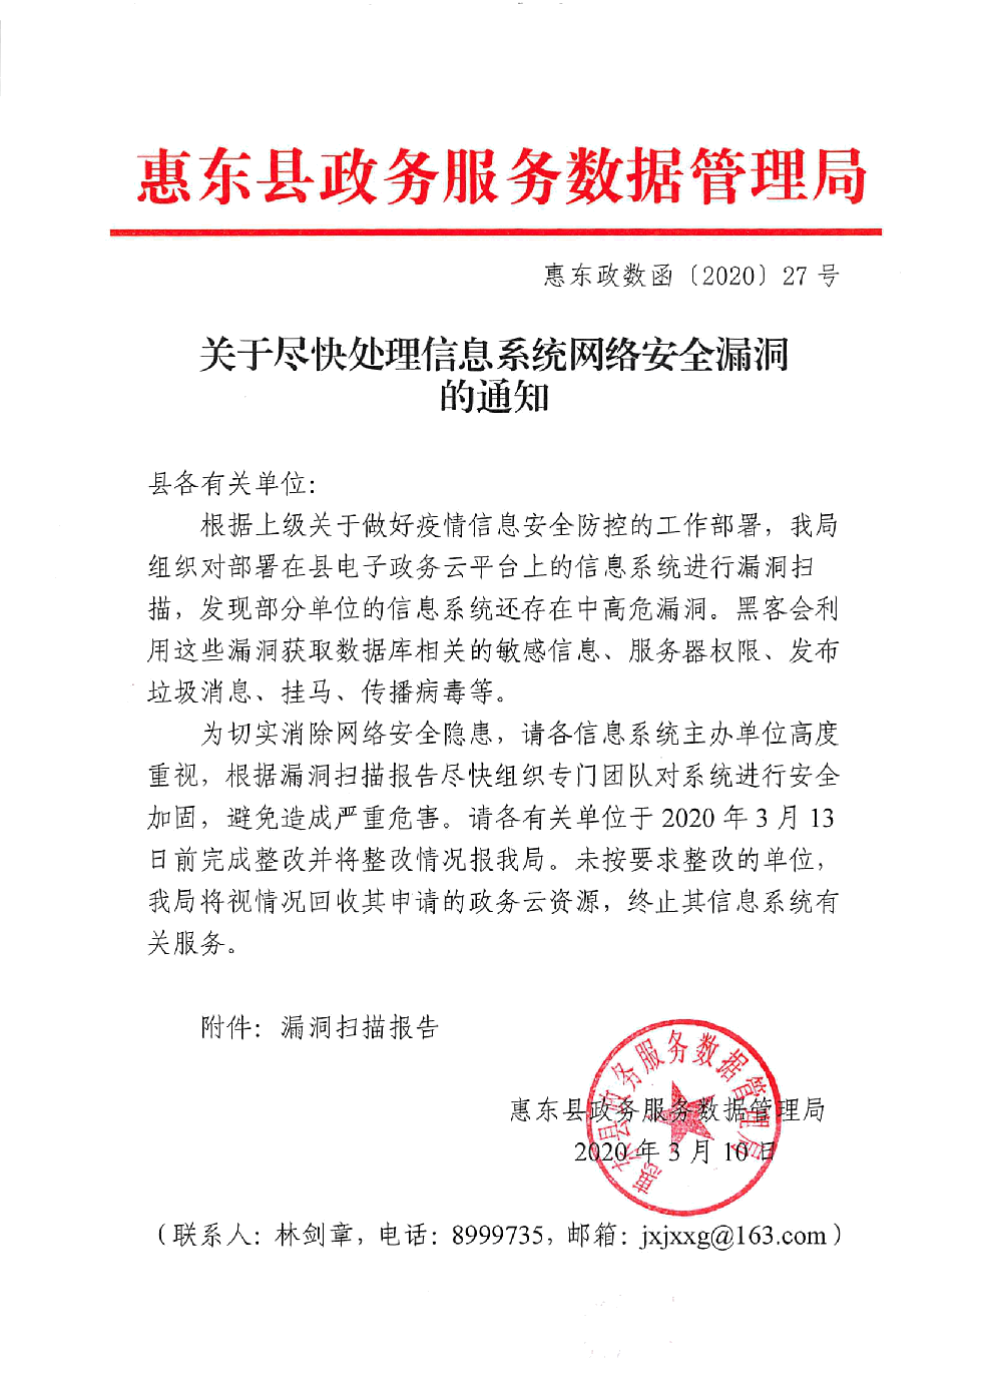 惠东县政务服务数据管理局
惠东政数函〔2020〕27 号
关于尽快处理信息系统网络安全漏洞
的通知
县各有关单位：
根据上级关于做好疫情信息安全防控的工作部署，我局
组织对部署在县电子政务云平台上的信息系统进行漏洞扫
描，发现部分单位的信息系统还存在中高危漏洞。黑客会利
用这些漏洞获取数据库相关的敏感信息、服务器权限、发布
垃圾消息、挂马、传播病毒等。
为切实消除网络安全隐患，请各信息系统主办单位高度
重视，根据漏洞扫描报告尽快组织专门团队对系统进行安全
加固，避免造成严重危害。请各有关单位于 2020 年 3 月 13
日前完成整改并将整改情况报我局。未按要求整改的单位，
我局将视情况回收其申请的政务云资源，终止其信息系统有
关服务。
附件：漏洞扫描报告
惠东县政务服务数据管理局
惠东县政务服务数据管理局
2020 年 3 月 10 日
（联系人：林剑章，电话：8999735，邮箱：jxjxxg@163.com）